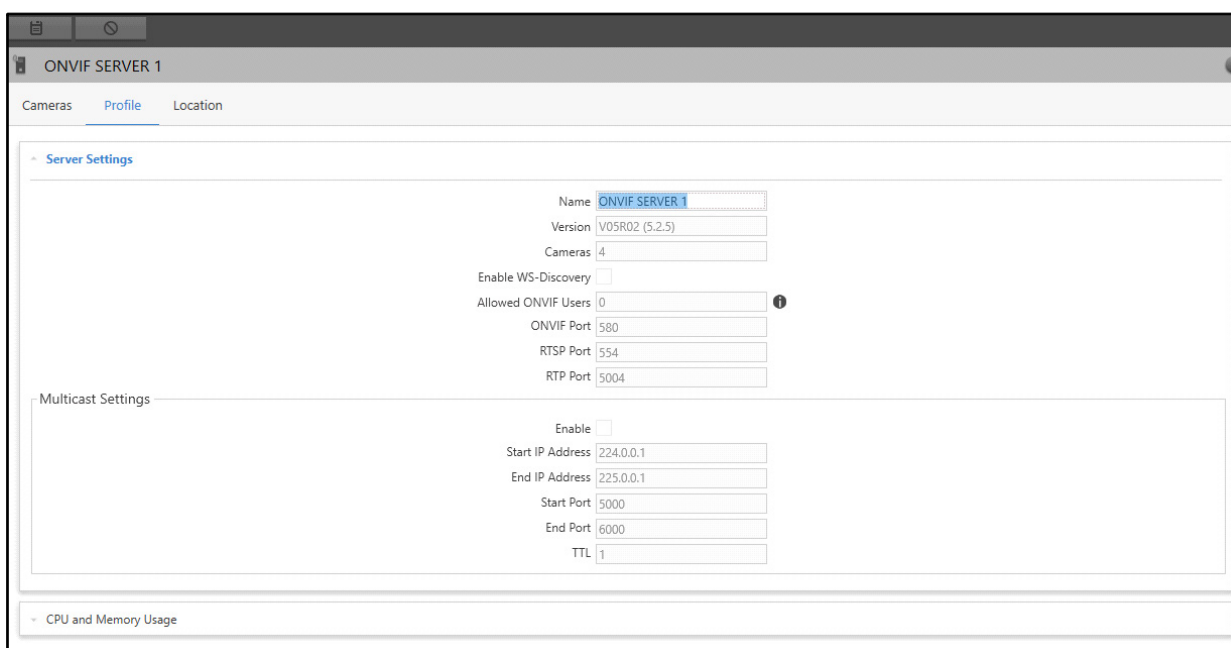 ONVIF SERVER 1
Cameras Profile Location
Server Settings
Name ONVIF SERVER 1
Version V05R02 (5.2.5)
Cameras 4
Enable WS-Discovery
Allowed ONVIF Users 0
ONVIF Port 580
RTSP Port 554
RTP Port 5004
Multicast Settings
Enable
Start IP Address 224.0.0.1
End IP Address 225.0.0.1
Start Port 5000
End Port 6000
TTL 1
CPU and Memory Usage